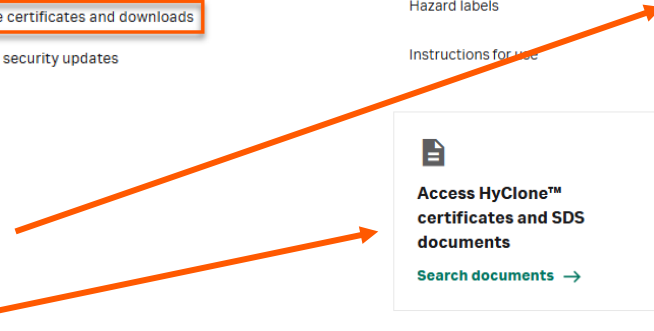 e certificates and downloads
Hazard labels
security updates
Instructions for use
Access HyClone™
certificates and SDS
documents
Search documents →